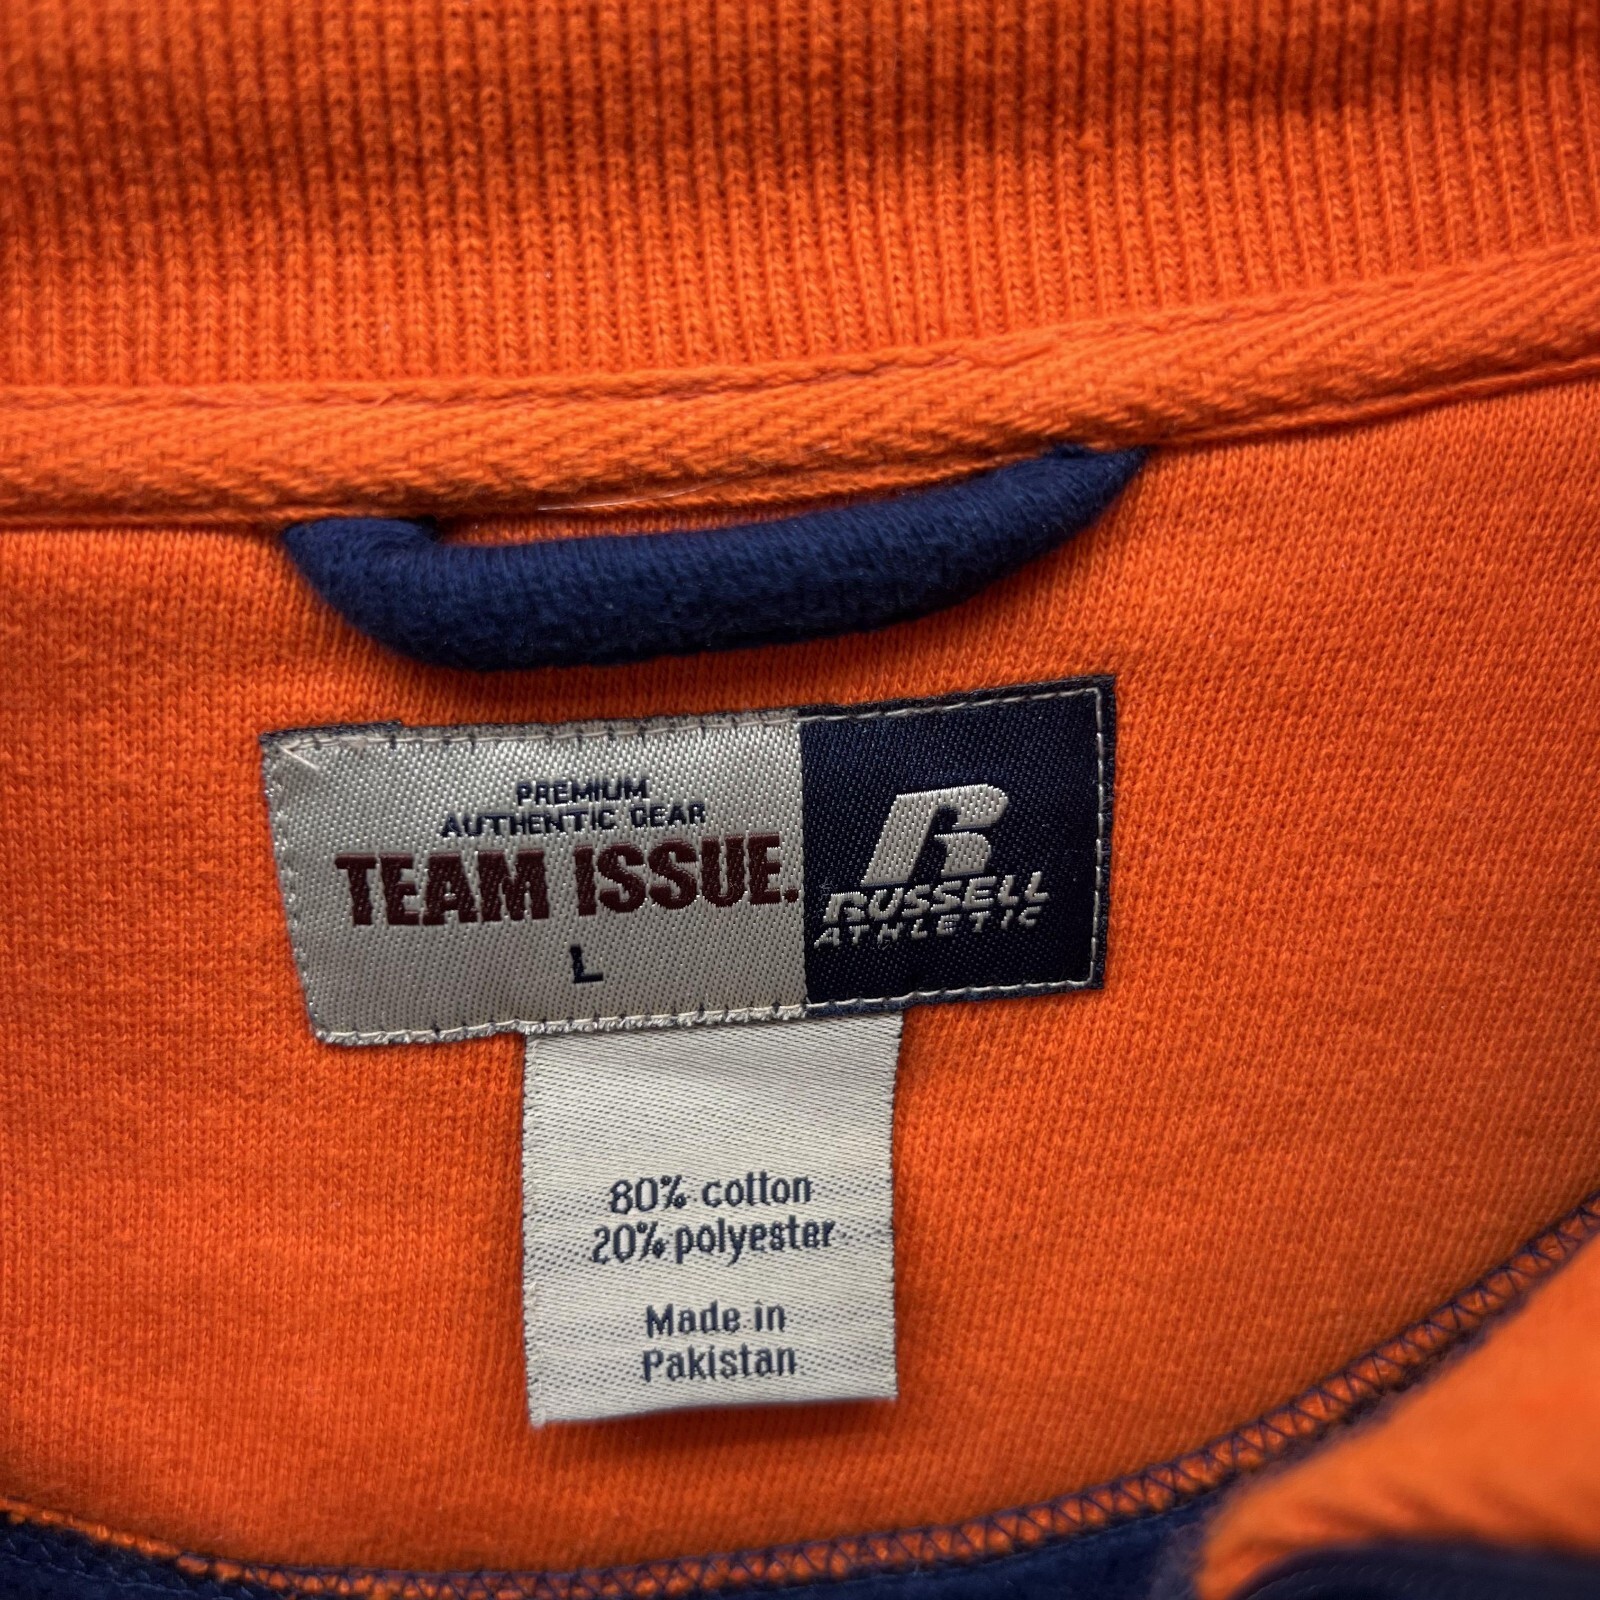 PREMIUM
AUTHENTIC GEAR
TEAM ISSUE.
L
R
RUSSELL
ATHLETIC
80% cotton
20% polyester
Made in
Pakistan